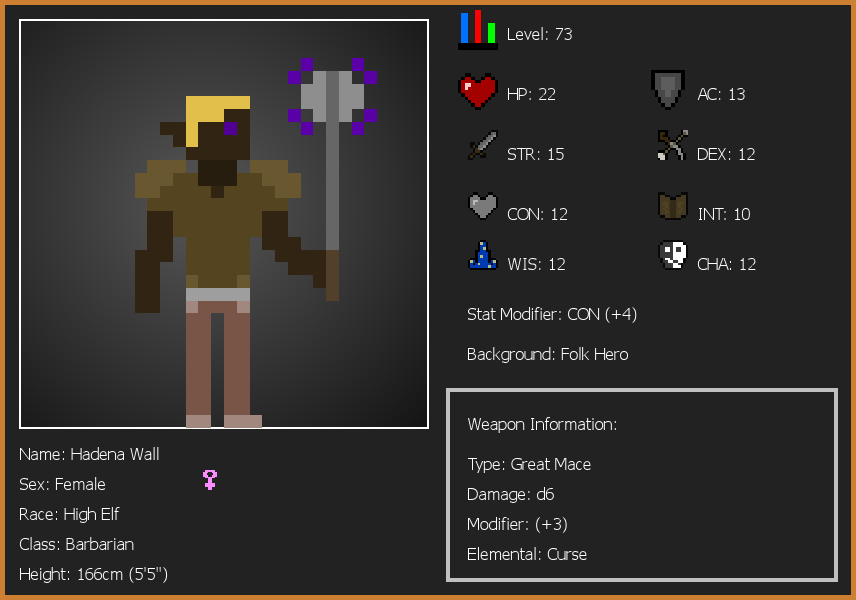 Level: 73
HP: 22
AC: 13
STR: 15
DEX: 12
CON: 12
INT: 10
WIS: 12
CHA: 12
Stat Modifier: CON (+4)
Background: Folk Hero
Weapon Information:
Type: Great Mace
Damage: d6
Modifier: (+3)
Elemental: Curse
Name: Hadena Wall
Sex: Female
Race: High Elf
Class: Barbarian
Height: 166cm (5'5")